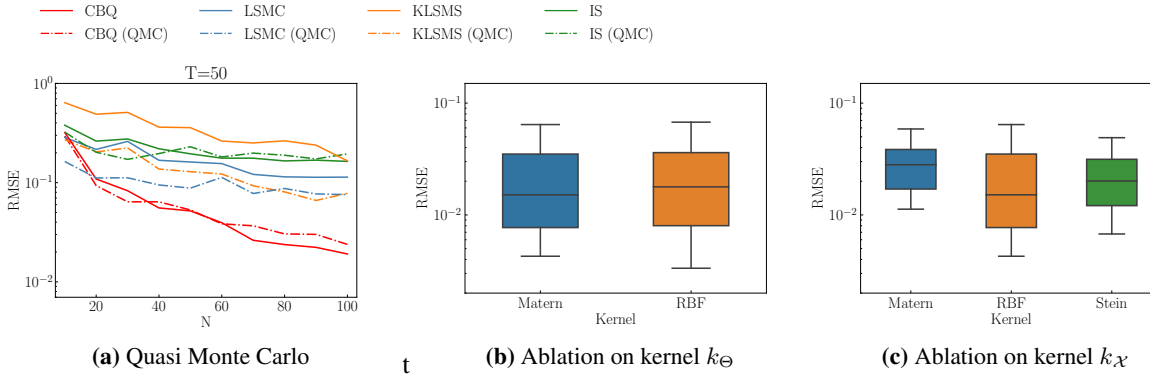 CBQ LSMC KLSMS IS
CBQ (QMC) LSMC (QMC) KLSMS (QMC) IS (QMC)
T=50
10⁰
10⁻¹
10⁻²
RMSE
20 40 60 80 100
N
(a) Quasi Monte Carlo
t
10⁻¹
10⁻²
RMSE
Matern RBF
Kernel
(b) Ablation on kernel k_Θ
10⁻¹
10⁻²
RMSE
Matern RBF Stein
Kernel
(c) Ablation on kernel k_𝒳